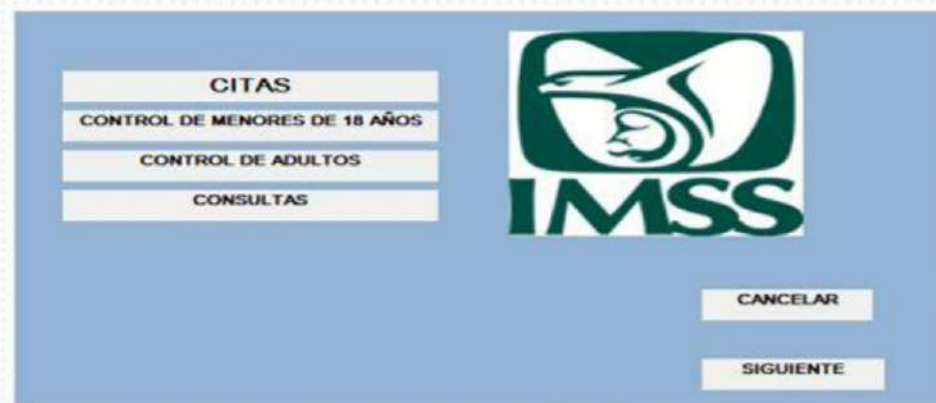 CITAS
CONTROL DE MENORES DE 18 AÑOS
CONTROL DE ADULTOS
CONSULTAS
IMSS
CANCELAR
SIGUIENTE